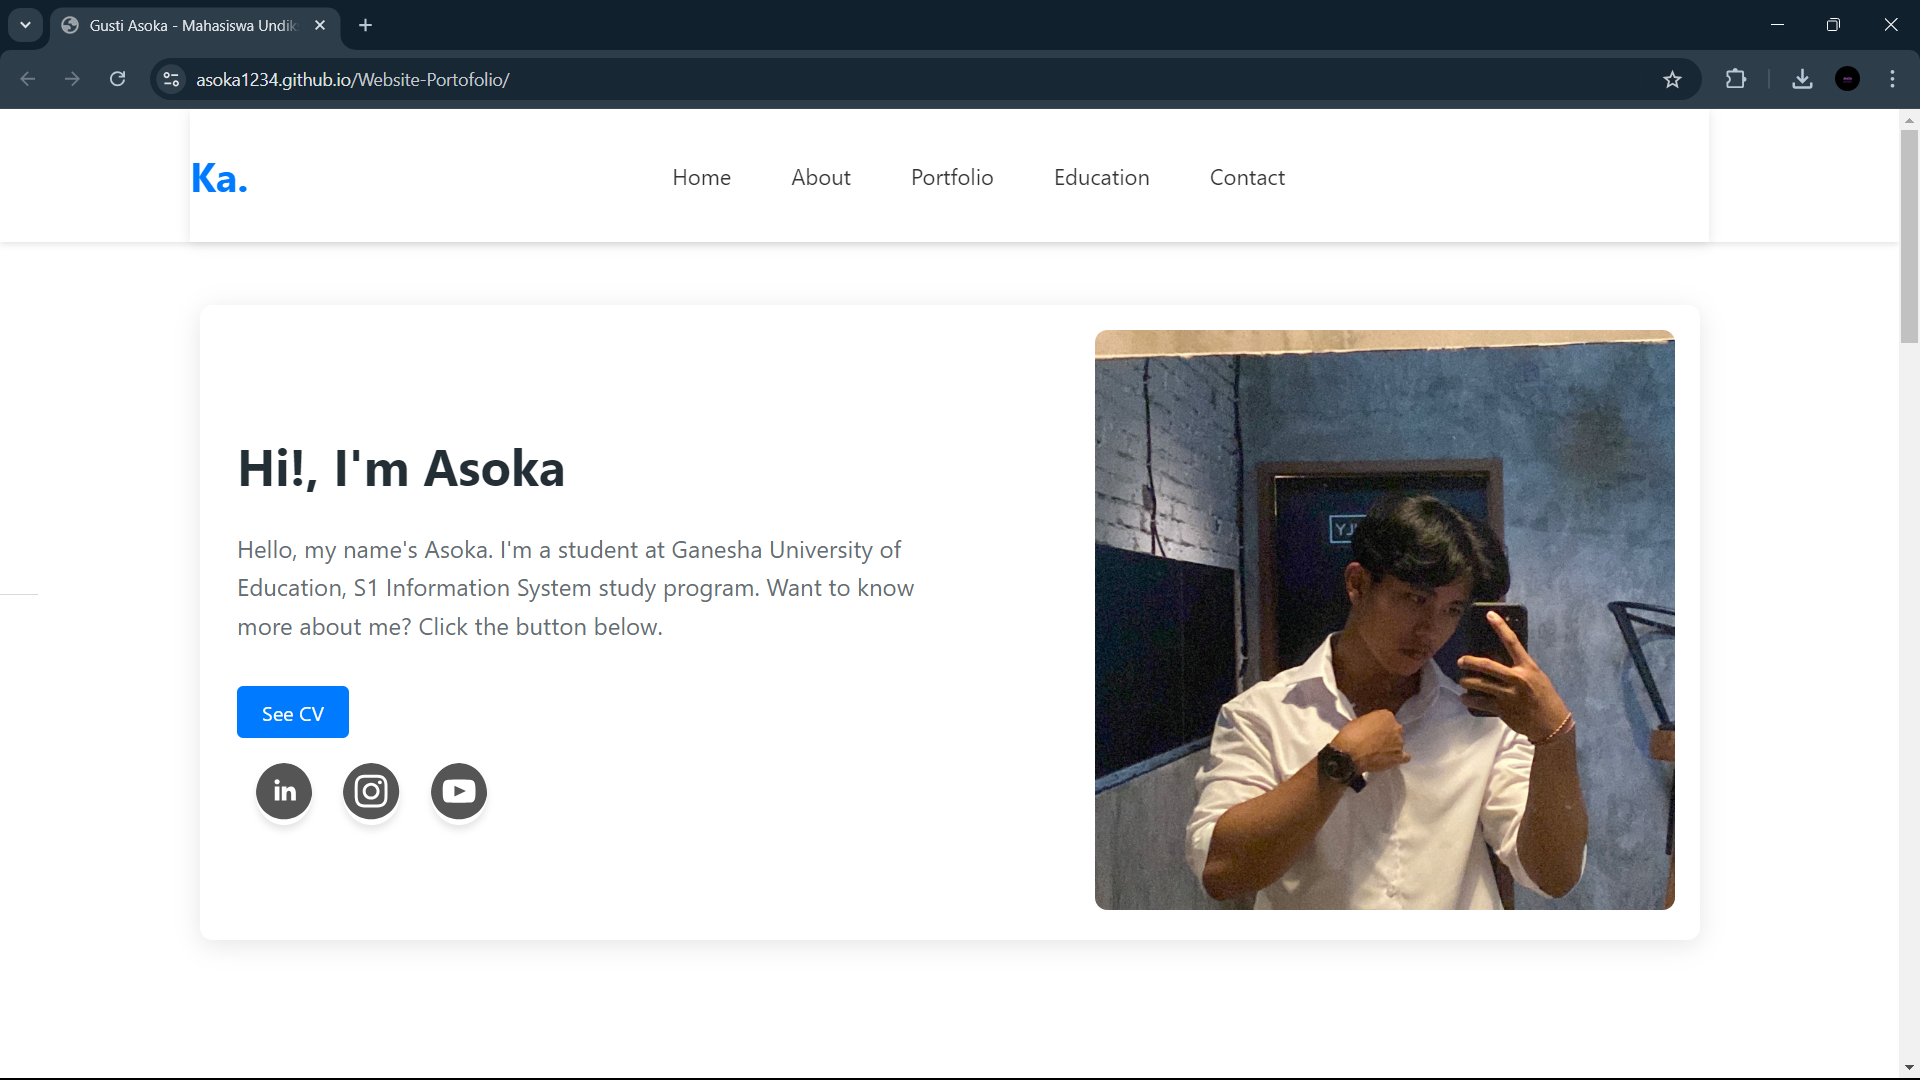 Gusti Asoka - Mahasiswa Undik
asoka1234.github.io/Website-Portofolio/
Ka.
Home
About
Portfolio
Education
Contact
Hi!, I'm Asoka
Hello, my name's Asoka. I'm a student at Ganesha University of
Education, S1 Information System study program. Want to know
more about me? Click the button below.
See CV
in